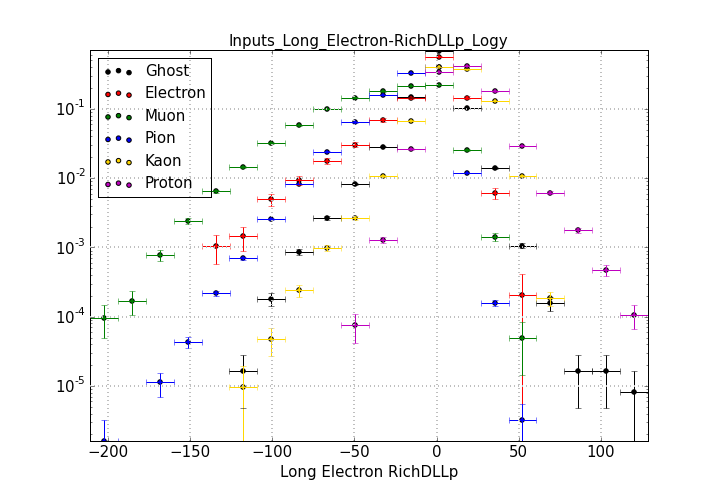 Inputs_Long_Electron-RichDLLp_Logy
Ghost
Electron
Muon
Pion
Kaon
Proton
10^-1
10^-2
10^-3
10^-4
10^-5
−200 −150 −100 −50 0 50 100
Long Electron RichDLLp